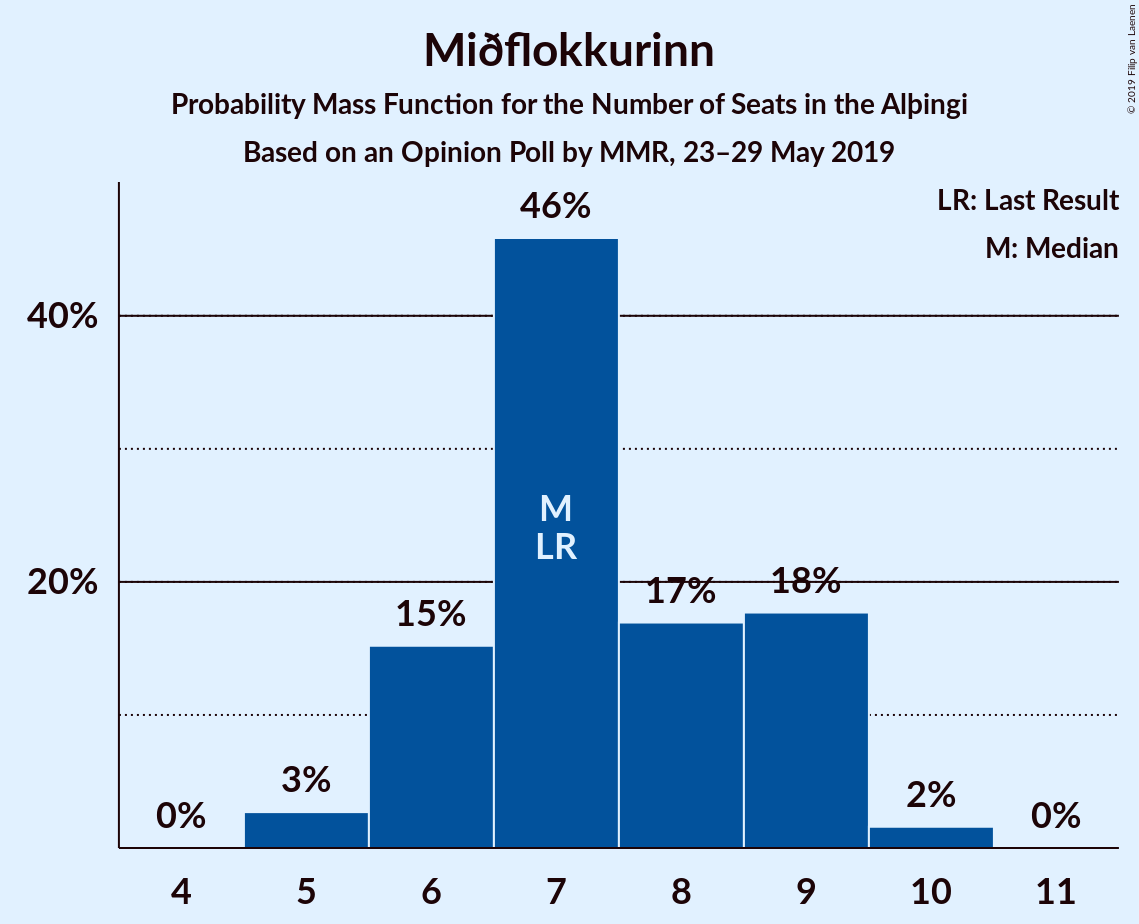 Miðflokkurinn
Probability Mass Function for the Number of Seats in the Alþingi
Based on an Opinion Poll by MMR, 23–29 May 2019
© 2019 Filip van Laenen
LR: Last Result
M: Median
46%
40%
20%
M
LR
15%
17%
18%
3%
0%
2%
0%
4 5 6 7 8 9 10 11